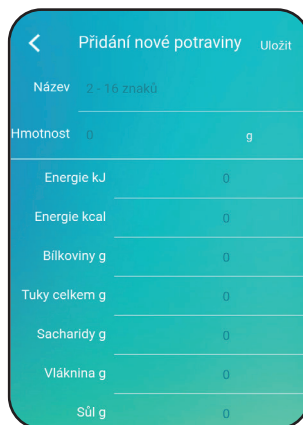 Přidání nové potraviny Uložit
Název 2 - 16 znaků
Hmotnost 0 g
Energie kJ 0
Energie kcal 0
Bílkoviny g 0
Tuky celkem g 0
Sacharidy g 0
Vláknina g 0
Sůl g 0